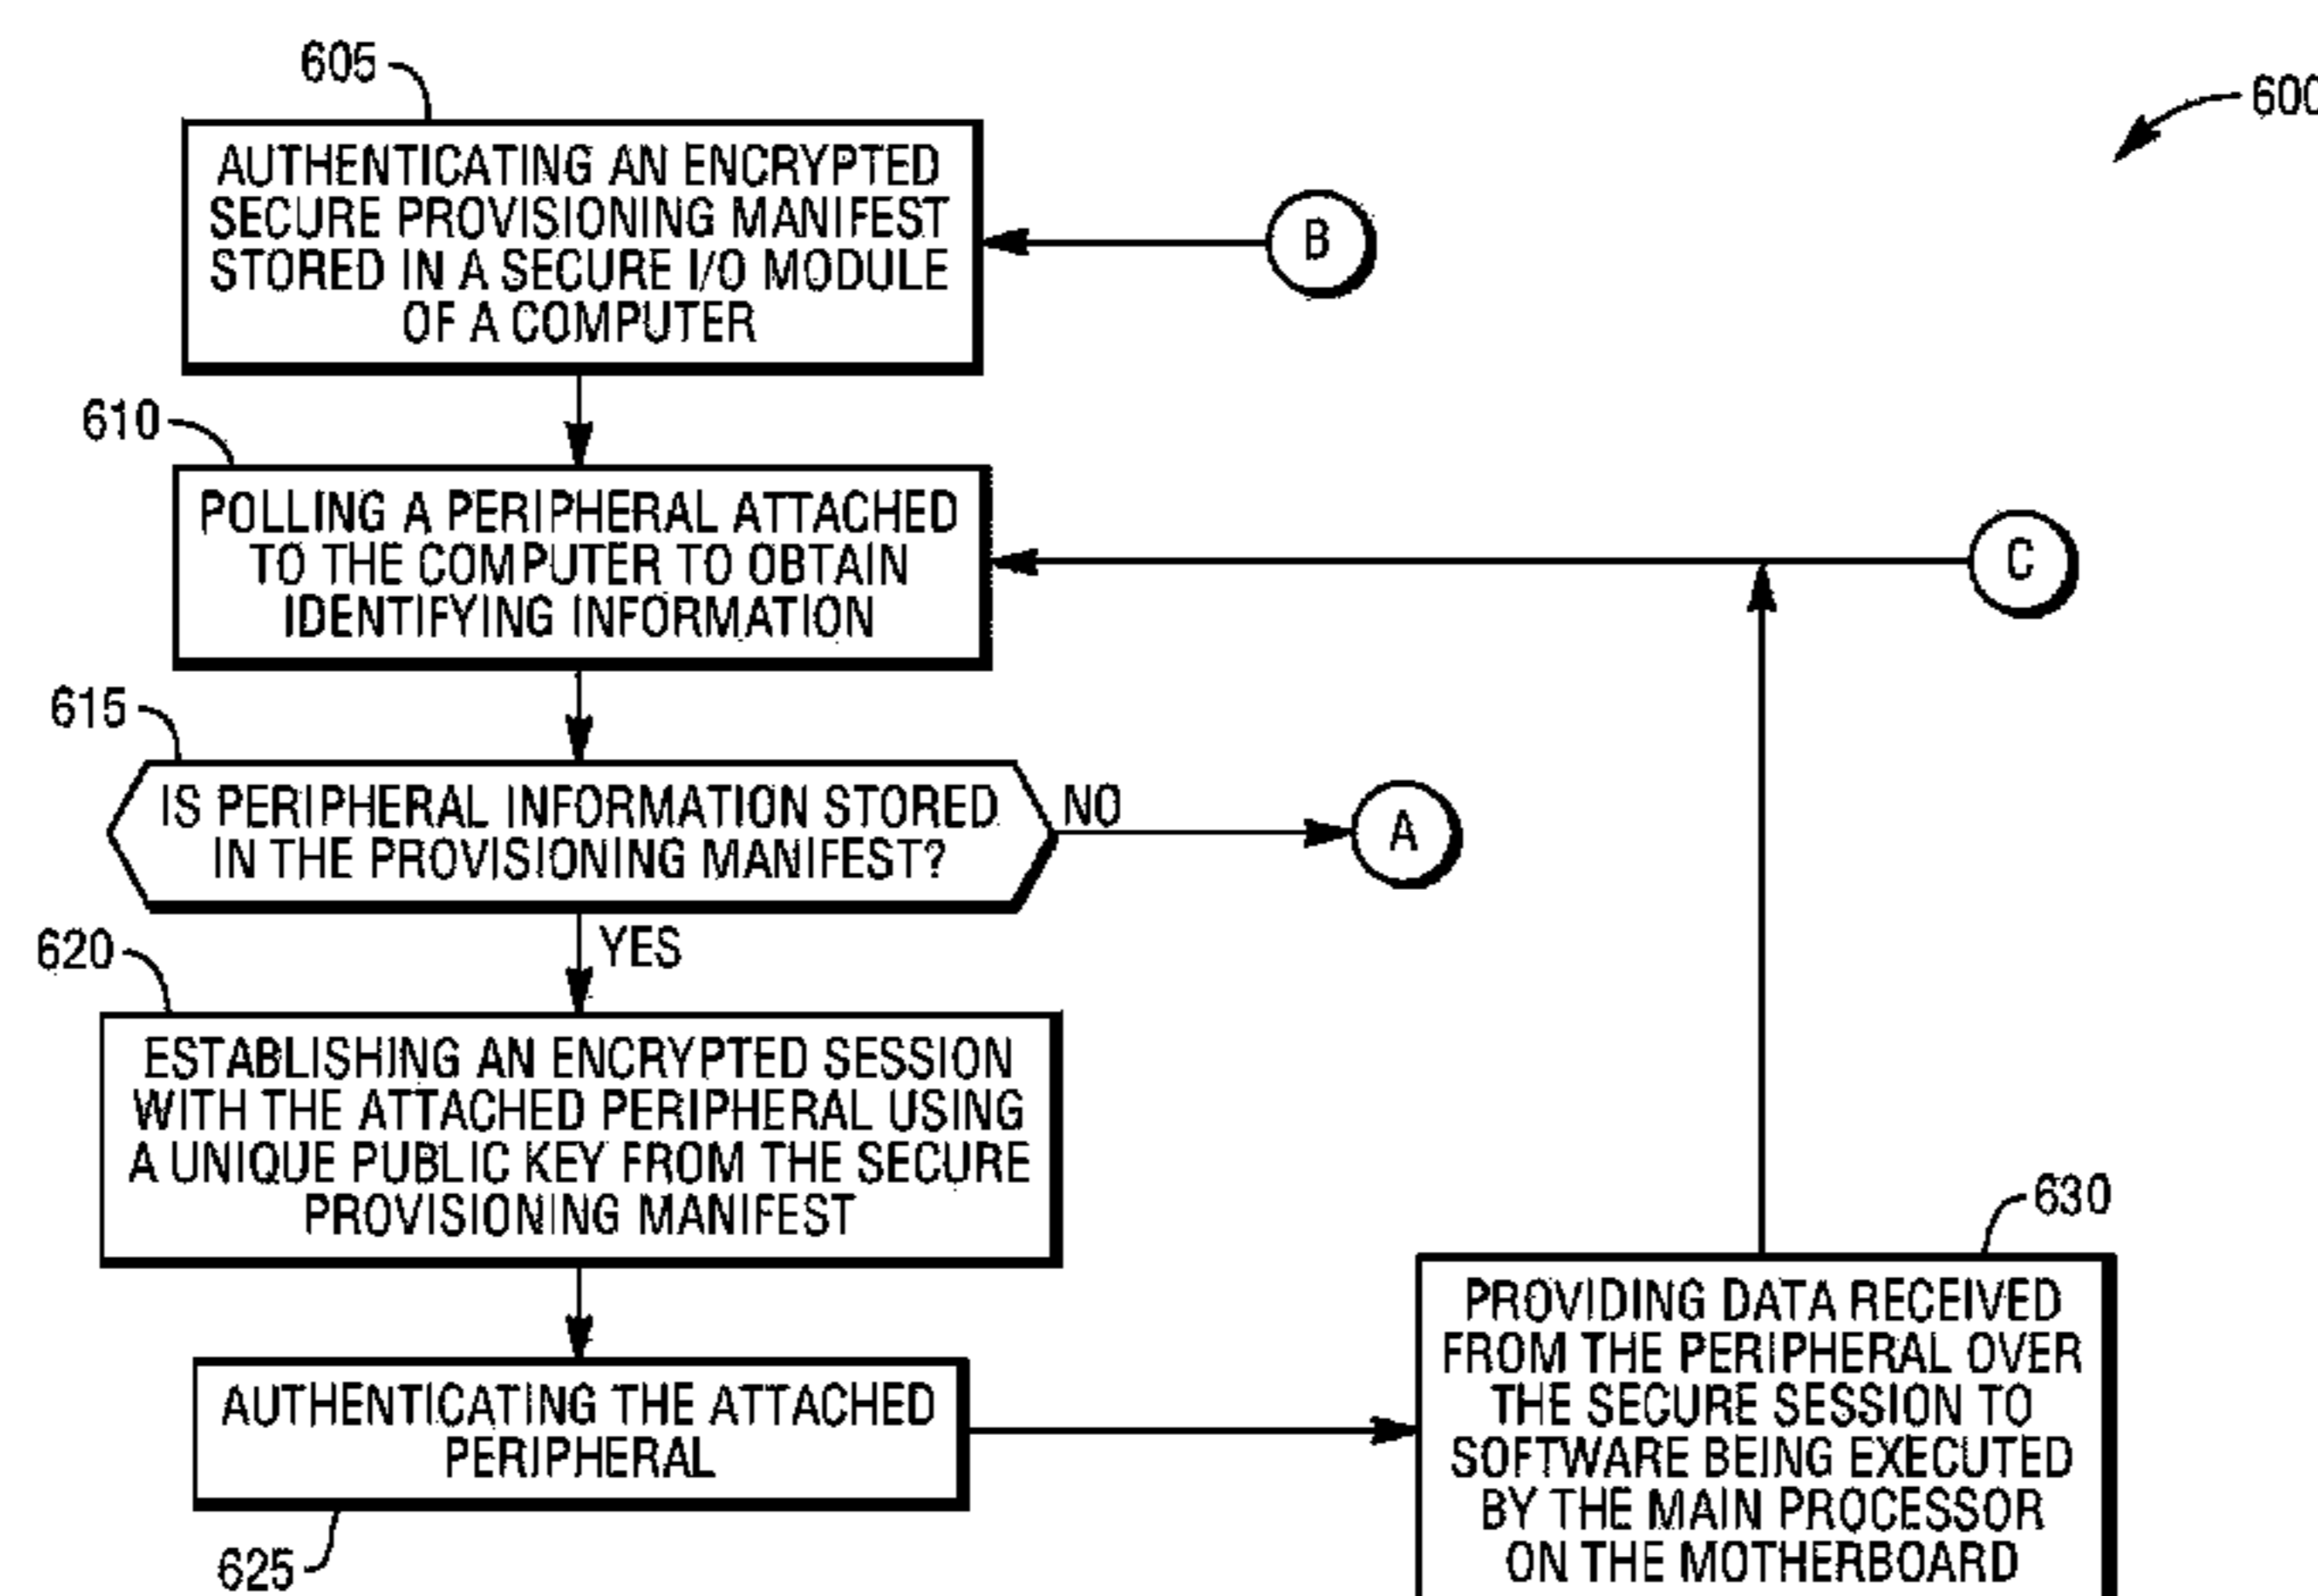 605
600
AUTHENTICATING AN ENCRYPTED
SECURE PROVISIONING MANIFEST
STORED IN A SECURE I/O MODULE
OF A COMPUTER
B
610
POLLING A PERIPHERAL ATTACHED
TO THE COMPUTER TO OBTAIN
IDENTIFYING INFORMATION
C
615
IS PERIPHERAL INFORMATION STORED
IN THE PROVISIONING MANIFEST?
NO
A
YES
620
ESTABLISHING AN ENCRYPTED SESSION
WITH THE ATTACHED PERIPHERAL USING
A UNIQUE PUBLIC KEY FROM THE SECURE
PROVISIONING MANIFEST
630
PROVIDING DATA RECEIVED
FROM THE PERIPHERAL OVER
THE SECURE SESSION TO
SOFTWARE BEING EXECUTED
BY THE MAIN PROCESSOR
ON THE MOTHERBOARD
AUTHENTICATING THE ATTACHED
PERIPHERAL
625